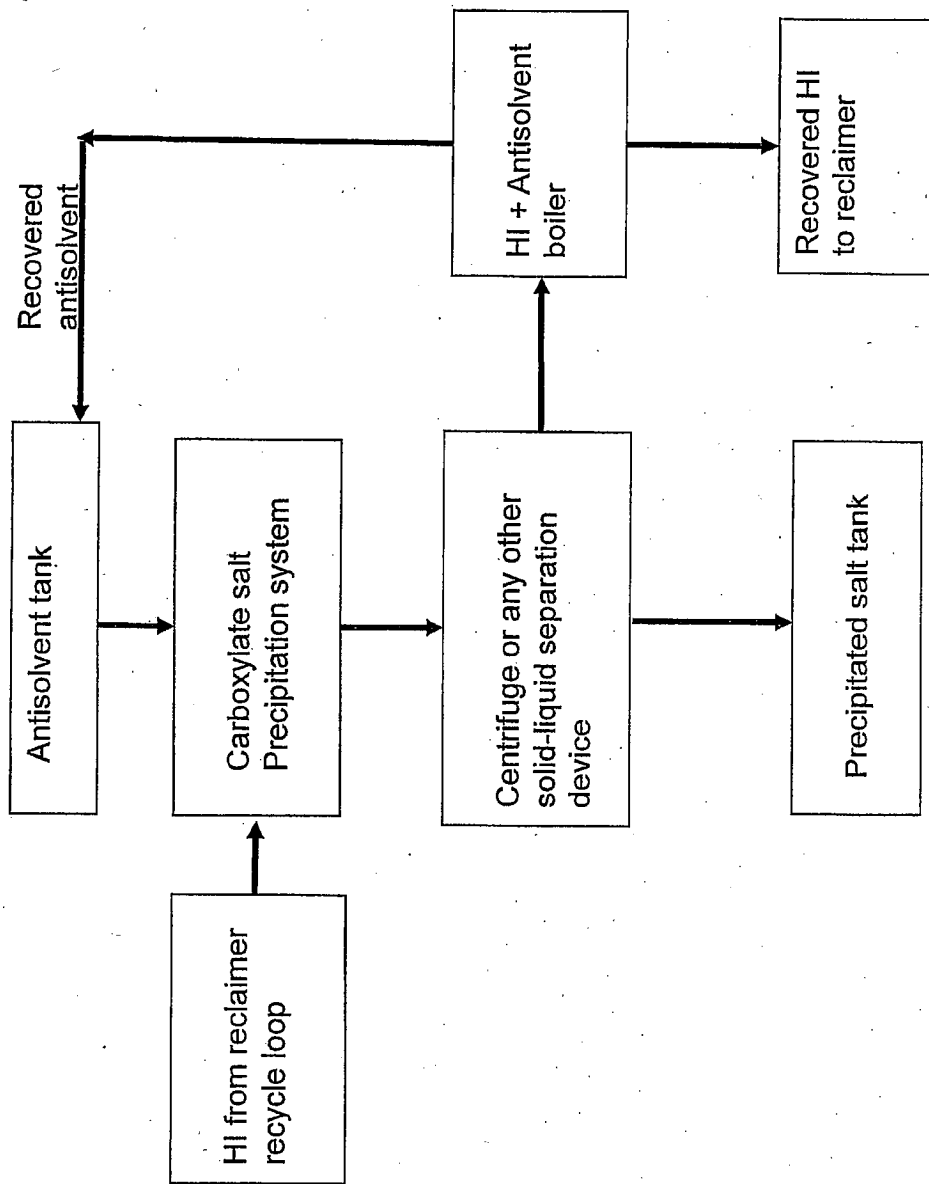 Antisolvent tank
Recovered
antisolvent
HI from reclaimer
recycle loop
Carboxylate salt
Precipitation system
Centrifuge or any other
solid-liquid separation
device
HI + Antisolvent
boiler
Precipitated salt tank
Recovered HI
to reclaimer